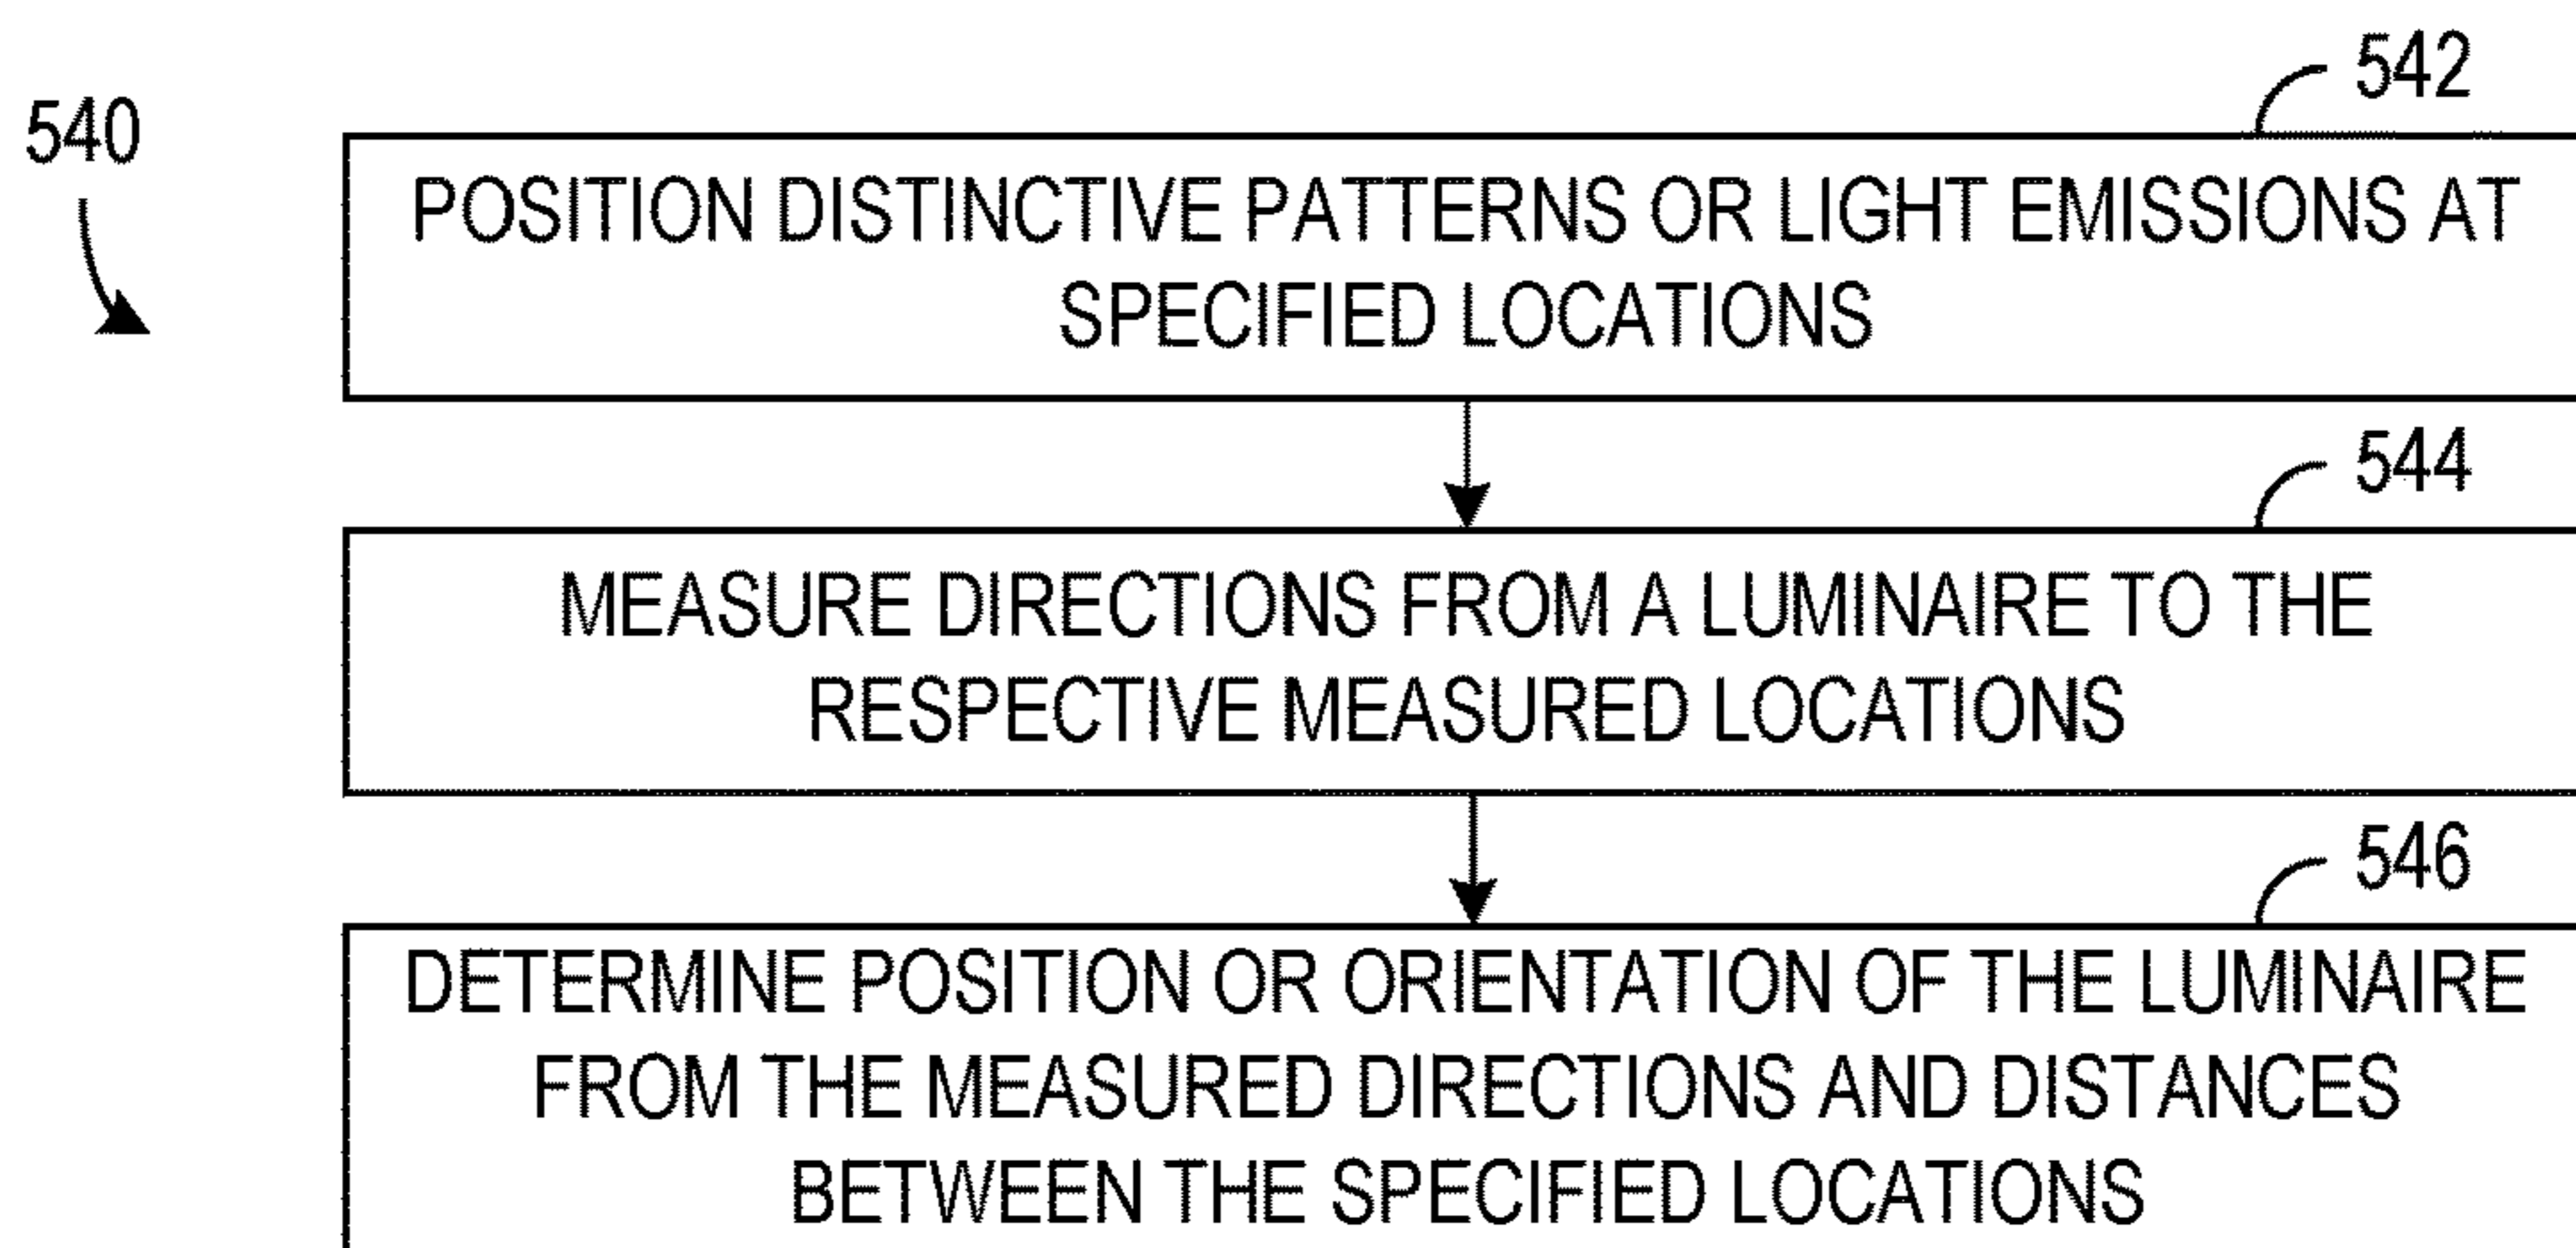 542
540
POSITION DISTINCTIVE PATTERNS OR LIGHT EMISSIONS AT
SPECIFIED LOCATIONS
544
MEASURE DIRECTIONS FROM A LUMINAIRE TO THE
RESPECTIVE MEASURED LOCATIONS
546
DETERMINE POSITION OR ORIENTATION OF THE LUMINAIRE
FROM THE MEASURED DIRECTIONS AND DISTANCES
BETWEEN THE SPECIFIED LOCATIONS